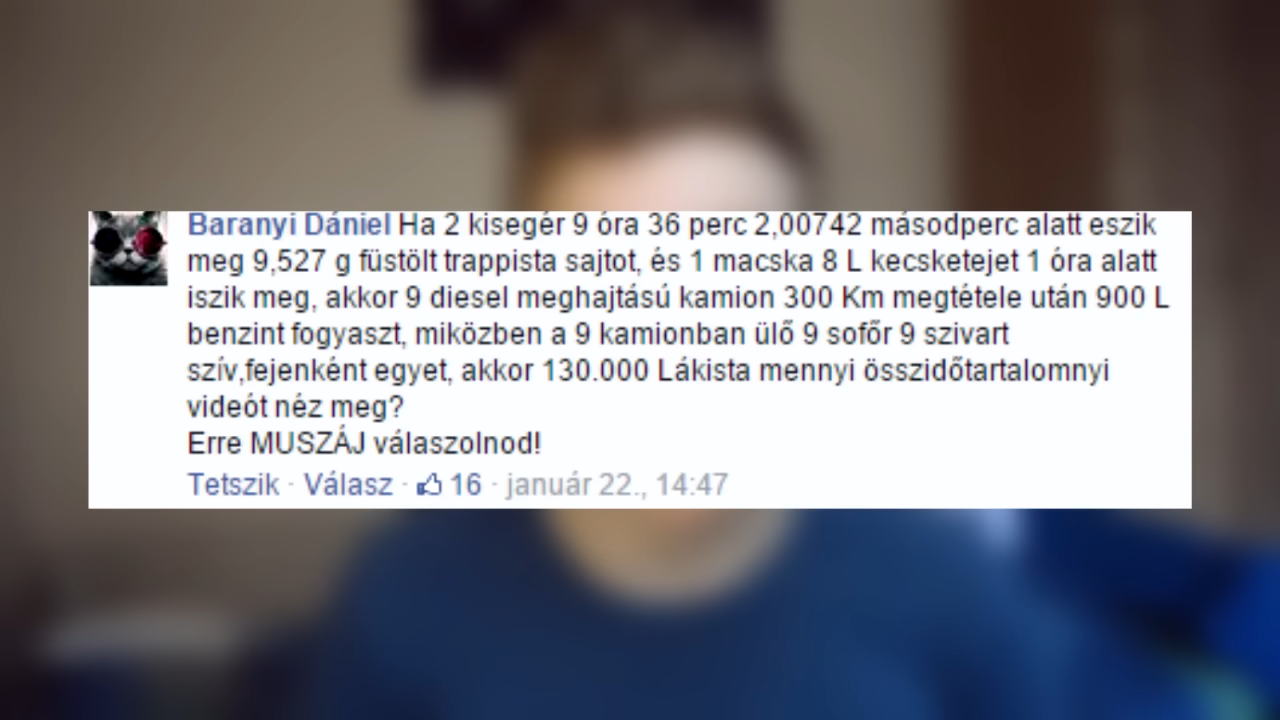 Baranyi Dániel Ha 2 kisegér 9 óra 36 perc 2,00742 másodperc alatt eszik
meg 9,527 g füstölt trappista sajtot, és 1 macska 8 L kecsketejet 1 óra alatt
iszik meg, akkor 9 diesel meghajtású kamion 300 Km megtétele után 900 L
benzint fogyaszt, miközben a 9 kamionban ülő 9 sofőr 9 szivart
szív,fejenként egyet, akkor 130.000 Lákista mennyi összidőtartalomnyi
videót néz meg?
Erre MUSZÁJ válaszolnod!
Tetszik · Válasz · 16 · január 22., 14:47